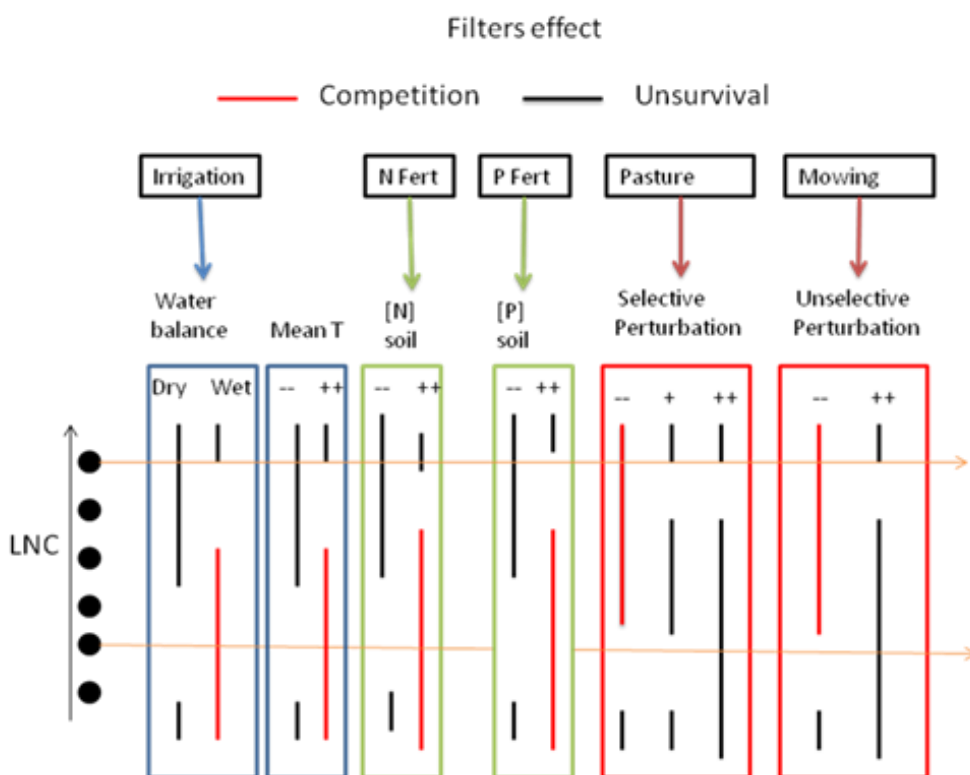 Filters effect
Competition Unsurvival
Irrigation N Fert P Fert Pasture Mowing
Water balance
Mean T
[N] soil
[P] soil
Selective Perturbation
Unselective Perturbation
Dry Wet -- ++ -- ++ -- ++ -- + ++ -- ++
LNC